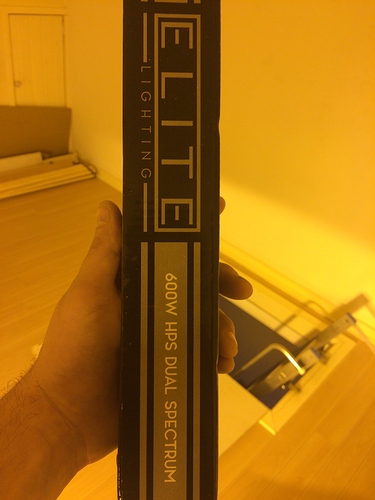 ELITE
LIGHTING
600W HPS DUAL SPECTRUM